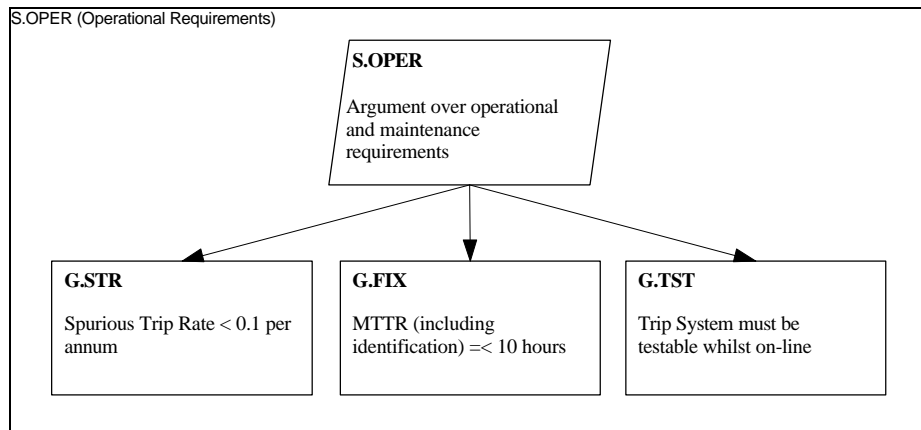 S.OPER (Operational Requirements)
S.OPER
Argument over operational
and maintenance
requirements
G.STR
Spurious Trip Rate < 0.1 per
annum
G.FIX
MTTR (including
identification) =< 10 hours
G.TST
Trip System must be
testable whilst on-line